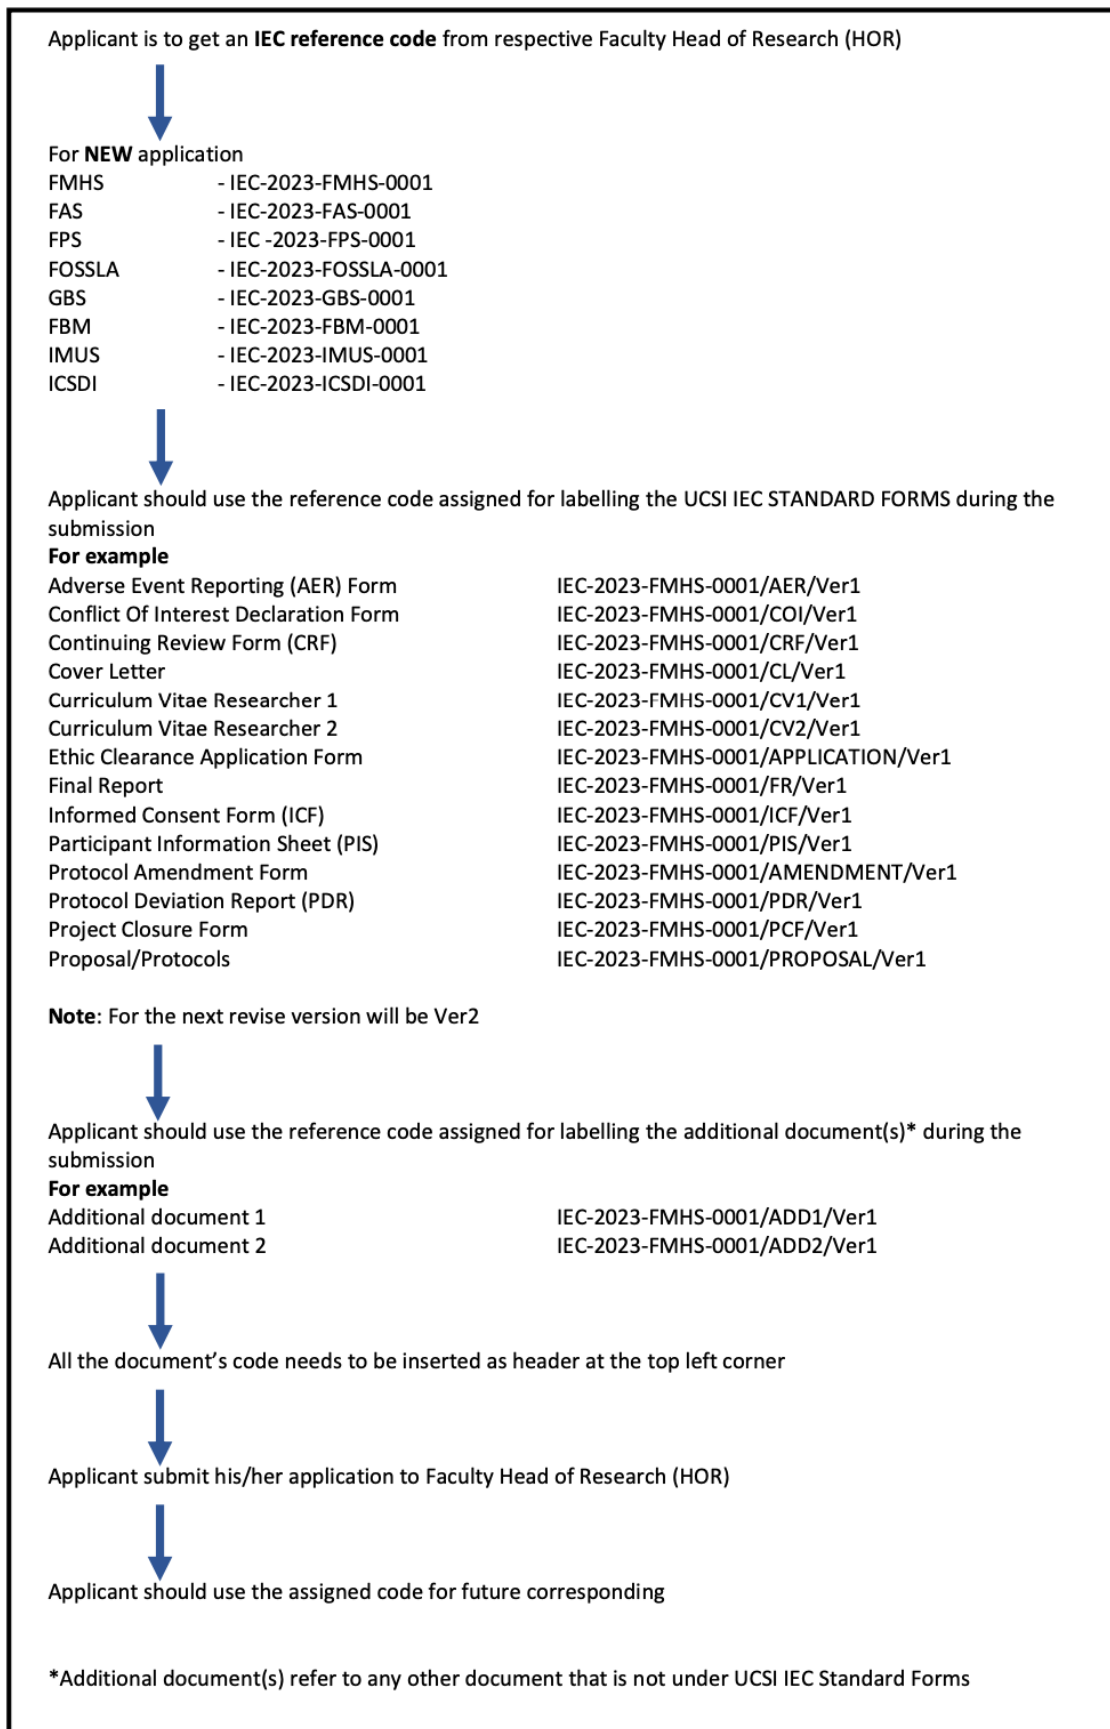 Applicant is to get an IEC reference code from respective Faculty Head of Research (HOR)
For NEW application
FMHS - IEC-2023-FMHS-0001
FAS - IEC-2023-FAS-0001
FPS - IEC -2023-FPS-0001
FOSSLA - IEC-2023-FOSSLA-0001
GBS - IEC-2023-GBS-0001
FBM - IEC-2023-FBM-0001
IMUS - IEC-2023-IMUS-0001
ICSDI - IEC-2023-ICSDI-0001
Applicant should use the reference code assigned for labelling the UCSI IEC STANDARD FORMS during the
submission
For example
Adverse Event Reporting (AER) Form IEC-2023-FMHS-0001/AER/Ver1
Conflict Of Interest Declaration Form IEC-2023-FMHS-0001/COI/Ver1
Continuing Review Form (CRF) IEC-2023-FMHS-0001/CRF/Ver1
Cover Letter IEC-2023-FMHS-0001/CL/Ver1
Curriculum Vitae Researcher 1 IEC-2023-FMHS-0001/CV1/Ver1
Curriculum Vitae Researcher 2 IEC-2023-FMHS-0001/CV2/Ver1
Ethic Clearance Application Form IEC-2023-FMHS-0001/APPLICATION/Ver1
Final Report IEC-2023-FMHS-0001/FR/Ver1
Informed Consent Form (ICF) IEC-2023-FMHS-0001/ICF/Ver1
Participant Information Sheet (PIS) IEC-2023-FMHS-0001/PIS/Ver1
Protocol Amendment Form IEC-2023-FMHS-0001/AMENDMENT/Ver1
Protocol Deviation Report (PDR) IEC-2023-FMHS-0001/PDR/Ver1
Project Closure Form IEC-2023-FMHS-0001/PCF/Ver1
Proposal/Protocols IEC-2023-FMHS-0001/PROPOSAL/Ver1
Note: For the next revise version will be Ver2
Applicant should use the reference code assigned for labelling the additional document(s)* during the
submission
For example
Additional document 1 IEC-2023-FMHS-0001/ADD1/Ver1
Additional document 2 IEC-2023-FMHS-0001/ADD2/Ver1
All the document's code needs to be inserted as header at the top left corner
Applicant submit his/her application to Faculty Head of Research (HOR)
Applicant should use the assigned code for future corresponding
*Additional document(s) refer to any other document that is not under UCSI IEC Standard Forms